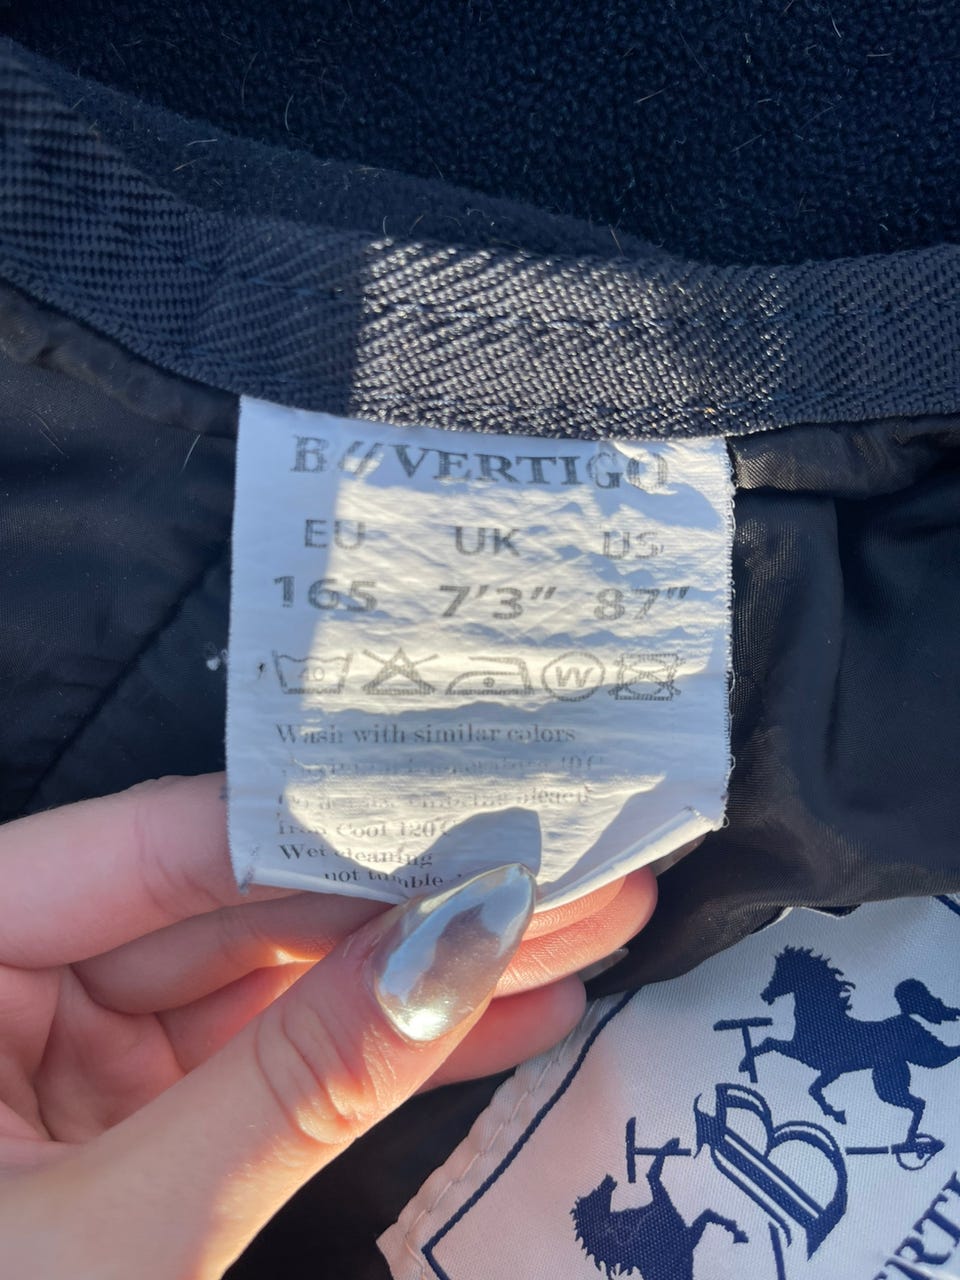 B//VERTIGO
EU UK US
165 7'3" 87"
40 W
Wash with similar colors
Iron Cool 120 C
Wet cleaning
not tumble
B